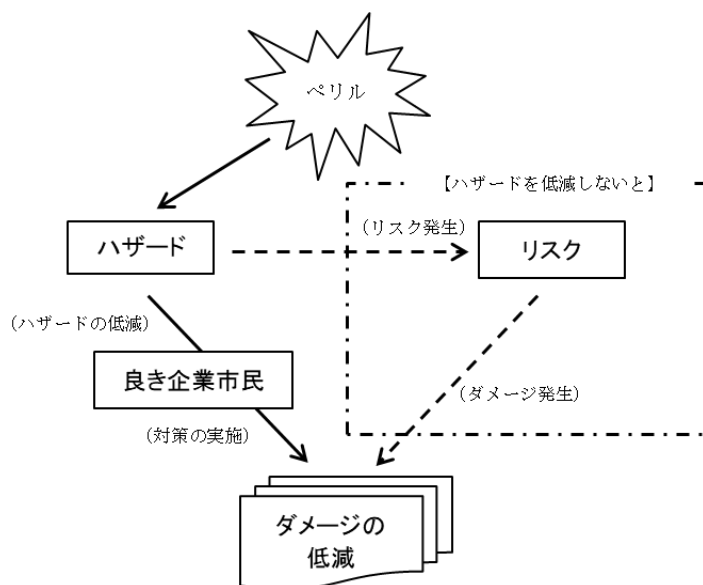 ペリル
【ハザードを低減しないと】
(リスク発生)
ハザード
リスク
(ハザードの低減)
良き企業市民
(ダメージ発生)
(対策の実施)
ダメージの
低減